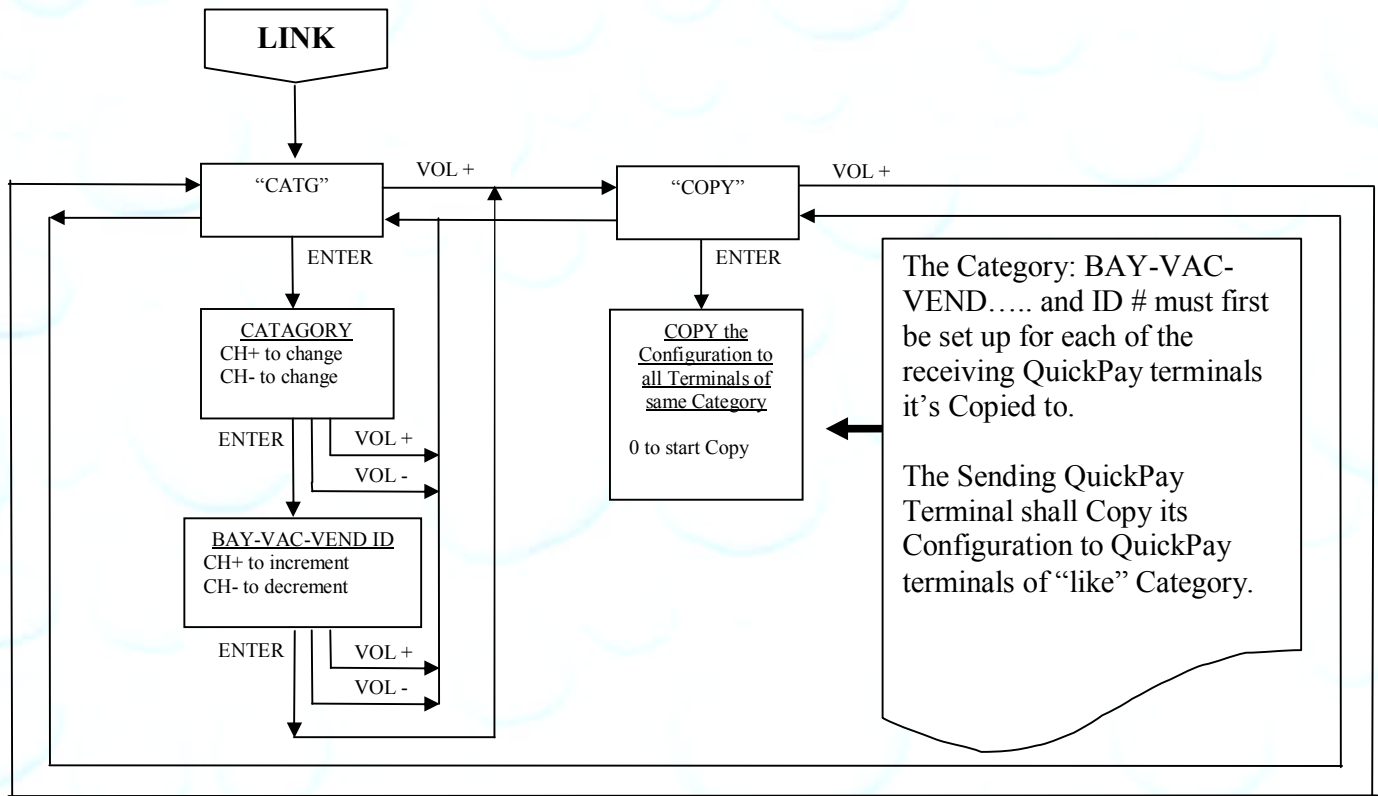 LINK
“CATG”
VOL +
“COPY”
VOL +
ENTER
ENTER
CATAGORY
CH+ to change
CH- to change
COPY the
Configuration to
all Terminals of
same Category
0 to start Copy
The Category: BAY-VAC-
VEND….. and ID # must first
be set up for each of the
receiving QuickPay terminals
it’s Copied to.
The Sending QuickPay
Terminal shall Copy its
Configuration to QuickPay
terminals of “like” Category.
ENTER
VOL +
VOL -
BAY-VAC-VEND ID
CH+ to increment
CH- to decrement
ENTER
VOL +
VOL -